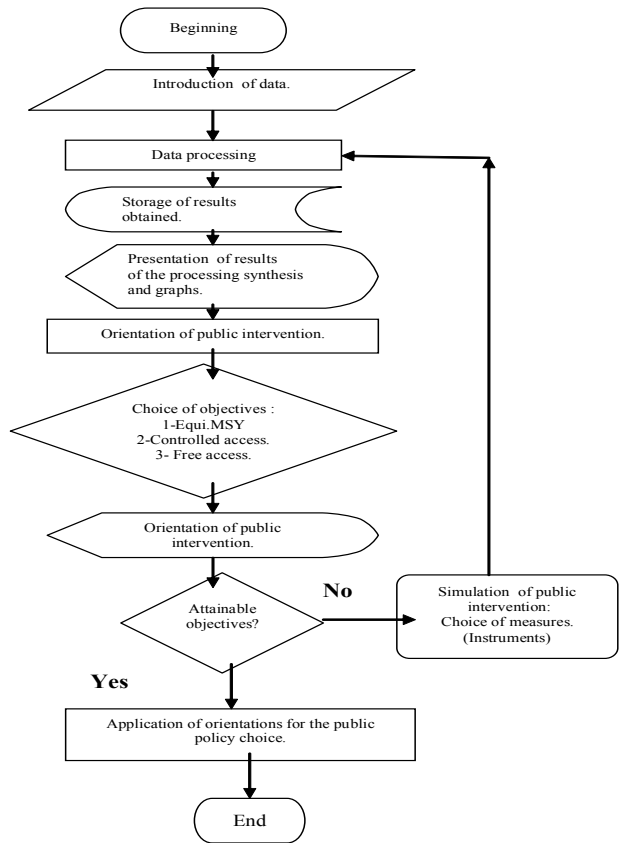 Beginning
Introduction of data.
Data processing
Storage of results
obtained.
Presentation of results
of the processing synthesis
and graphs.
Orientation of public intervention.
Choice of objectives :
1-Equi.MSY
2-Controlled access.
3- Free access.
Orientation of public
intervention.
Attainable
objectives?
No
Simulation of public
intervention:
Choice of measures.
(Instruments)
Yes
Application of orientations for the public
policy choice.
End